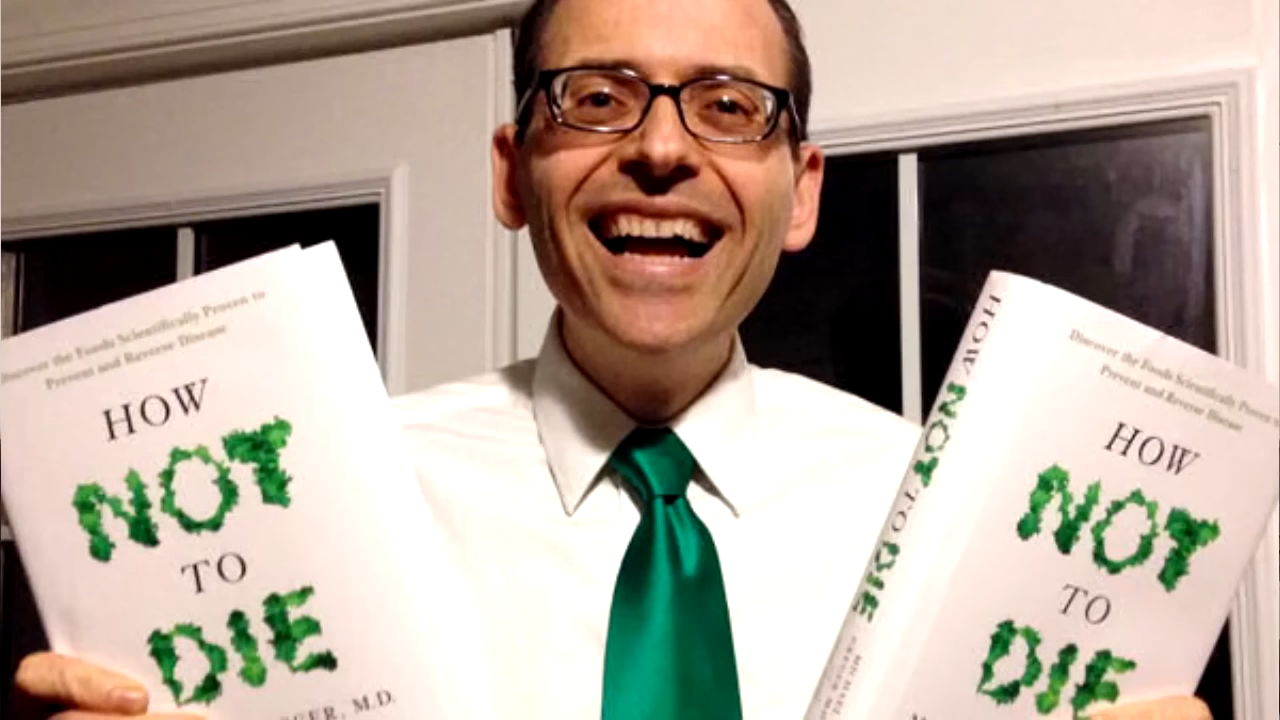 Discover the Foods Scientifically Proven to
Prevent and Reverse Disease
HOW
NOT
TO
DIE
GER, M.D.
HOW NOT TO DIE
Discover the Foods Scientifically Proven
Prevent and Reverse Disease
HOW
NOT
TO
DIE